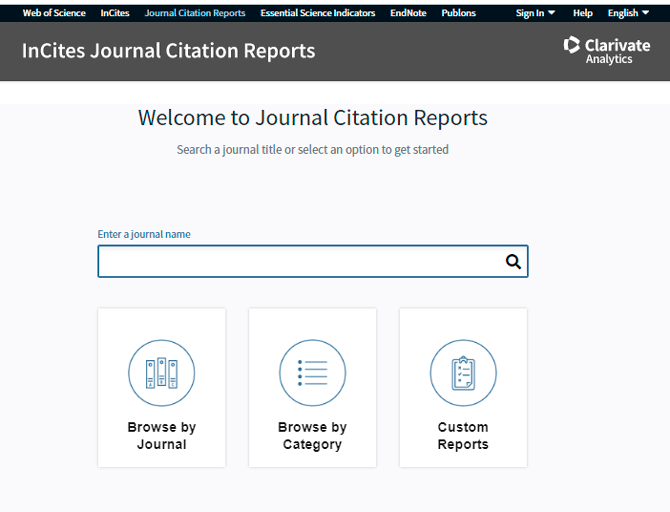 Web of Science InCites Journal Citation Reports Essential Science Indicators EndNote Publons Sign In Help English
InCites Journal Citation Reports
Clarivate
Analytics
Welcome to Journal Citation Reports
Search a journal title or select an option to get started
Enter a journal name
Browse by
Journal
Browse by
Category
Custom
Reports